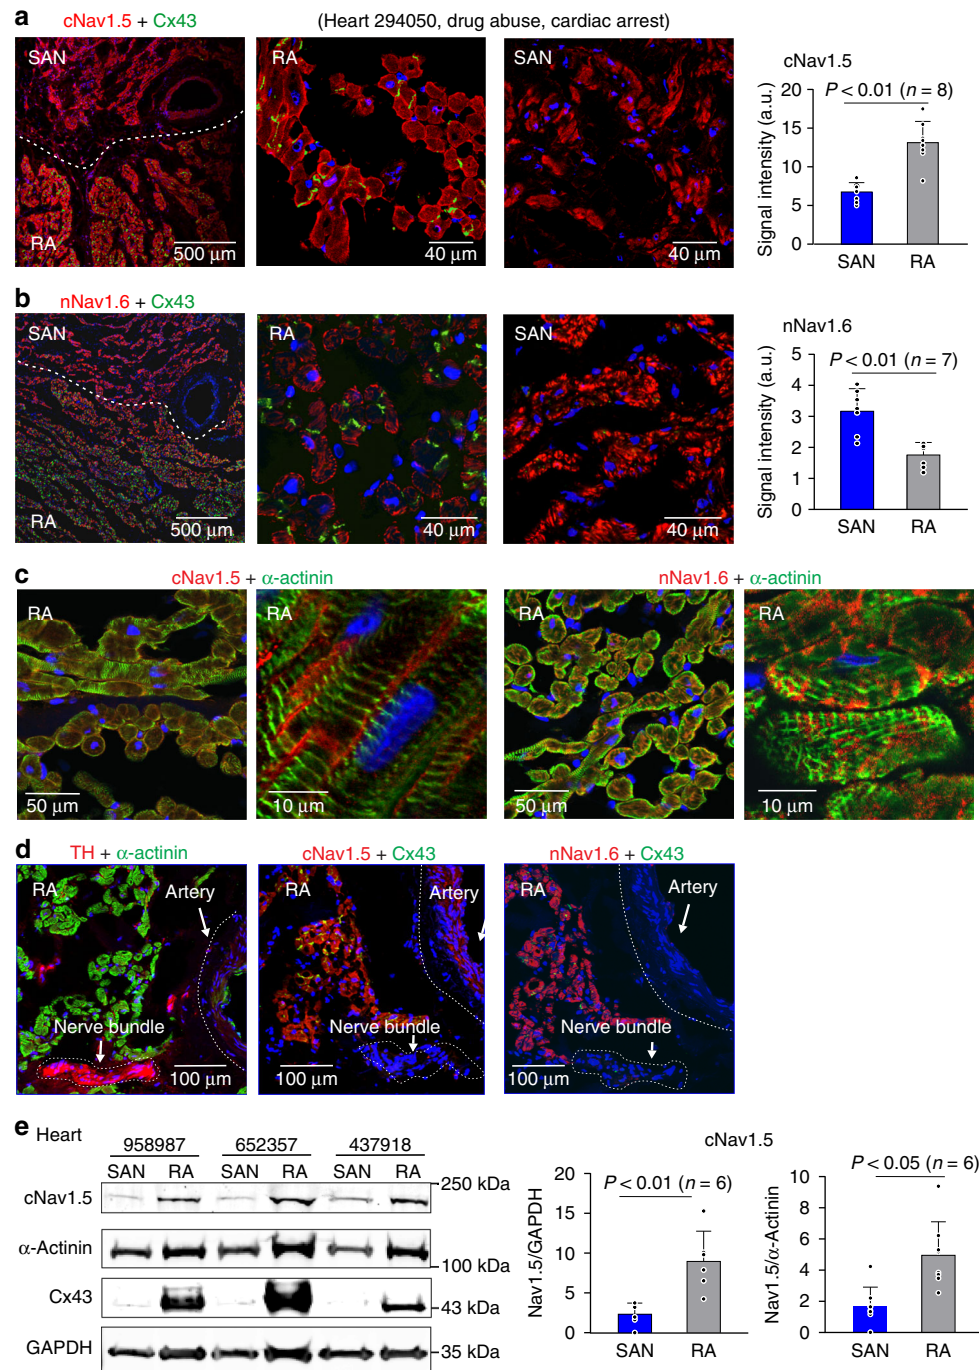 a
cNav1.5 + Cx43
(Heart 294050, drug abuse, cardiac arrest)
SAN
RA
500 μm
RA
40 μm
SAN
40 μm
cNav1.5
P < 0.01 (n = 8)
Signal intensity (a.u.)
20
15
10
5
0
SAN
RA
b
nNav1.6 + Cx43
SAN
RA
500 μm
RA
40 μm
SAN
40 μm
nNav1.6
P < 0.01 (n = 7)
Signal intensity (a.u.)
5
4
3
2
1
0
SAN
RA
c
cNav1.5 + α-actinin
nNav1.6 + α-actinin
RA
50 μm
RA
10 μm
RA
50 μm
RA
10 μm
d
TH + α-actinin
cNav1.5 + Cx43
nNav1.6 + Cx43
RA
Artery
Nerve bundle
100 μm
RA
Artery
Nerve bundle
100 μm
RA
Artery
Nerve bundle
100 μm
e
Heart
958987
652357
437918
SAN RA SAN RA SAN RA
cNav1.5
250 kDa
α-Actinin
100 kDa
Cx43
43 kDa
GAPDH
35 kDa
cNav1.5
P < 0.01 (n = 6)
Nav1.5/GAPDH
20
15
10
5
0
SAN
RA
P < 0.05 (n = 6)
Nav1.5/α-Actinin
10
8
6
4
2
0
SAN
RA